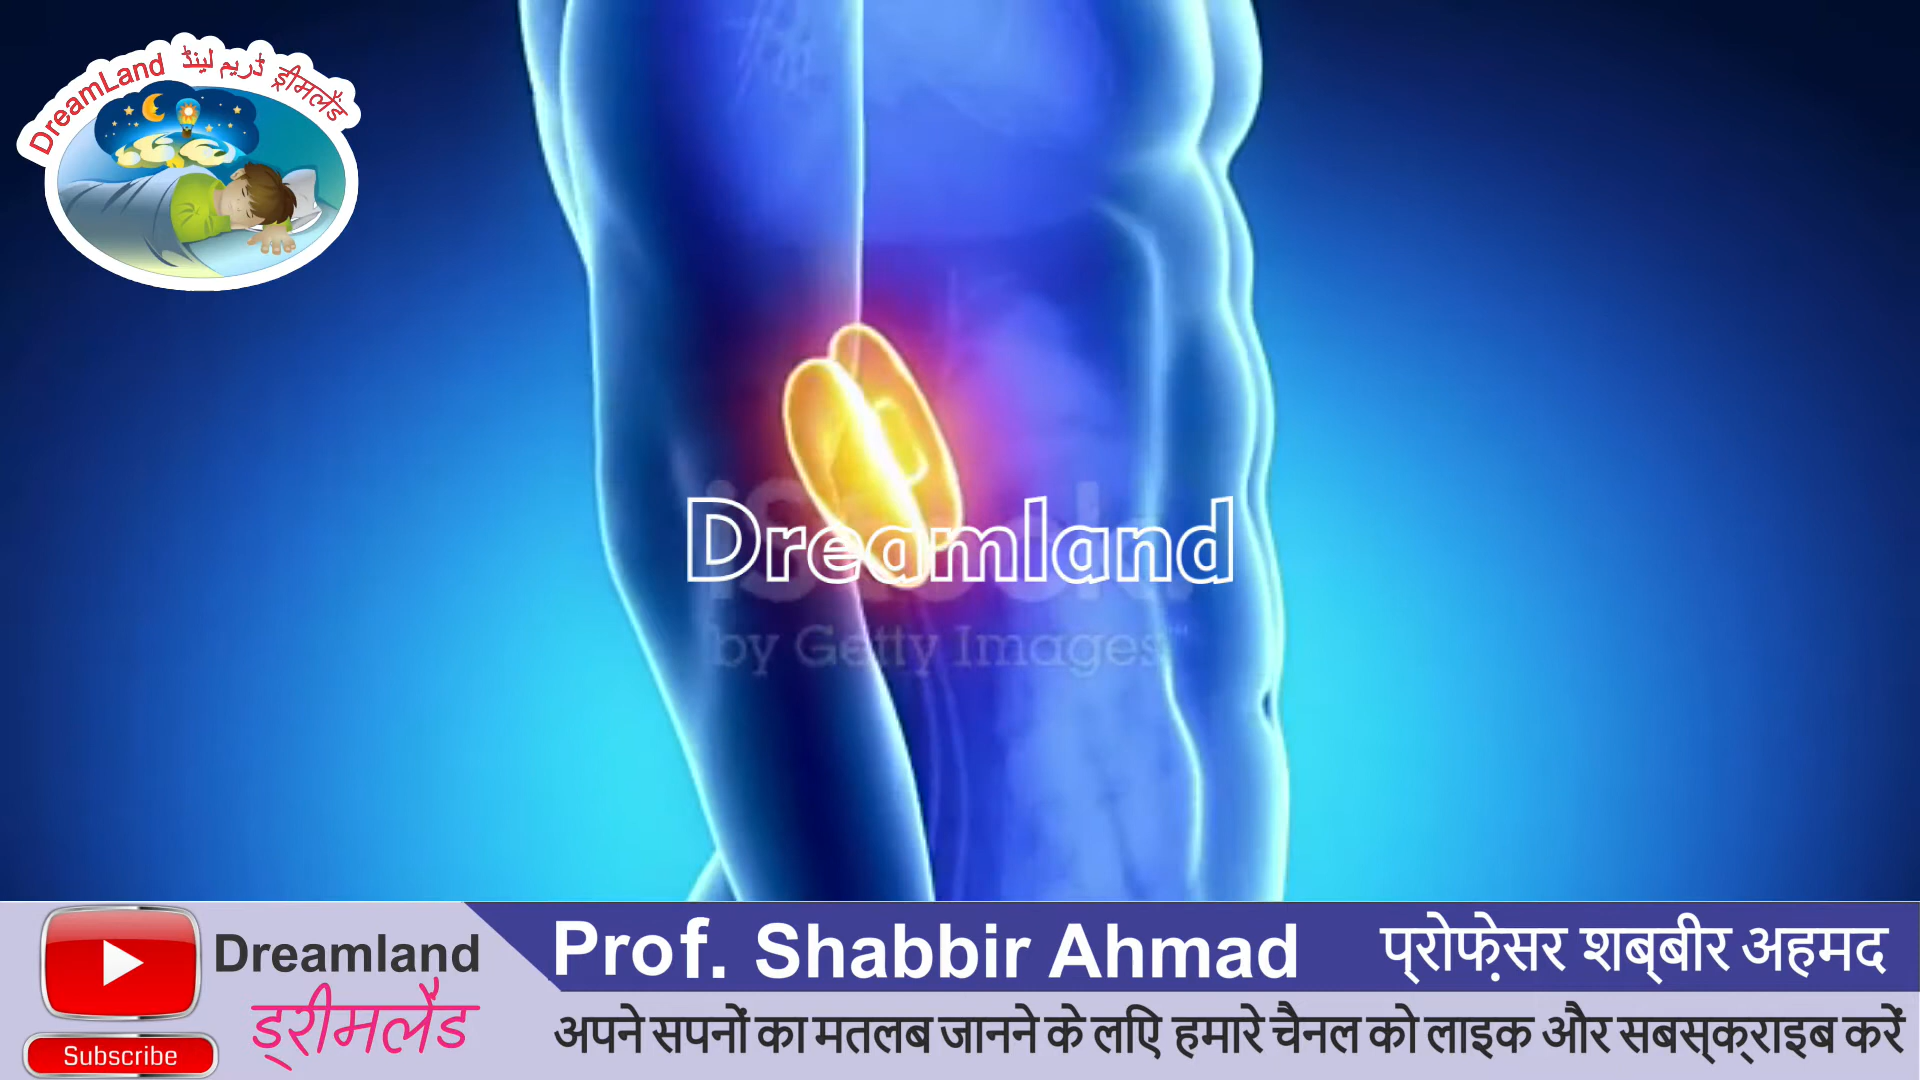 DreamLand ڈریم لینڈ ड्रीमलैंड
Dreamland
by Getty Images
Prof. Shabbir Ahmad प्रोफे़सर शब्बीर अहमद
Dreamland
ड्रीमलैंड
अपने सपनों का मतलब जानने के लिए हमारे चैनल को लाइक और सबस्क्राइब करें
Subscribe